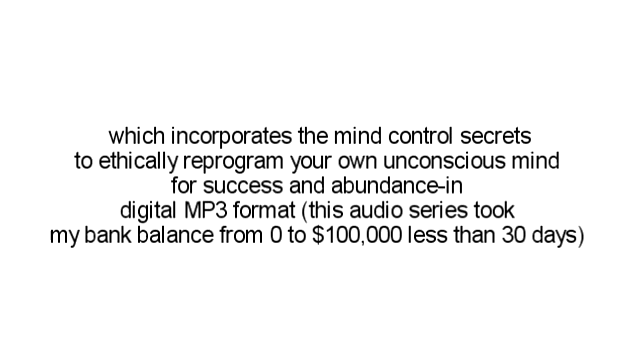 which incorporates the mind control secrets
to ethically reprogram your own unconscious mind
for success and abundance-in
digital MP3 format (this audio series took
my bank balance from 0 to $100,000 less than 30 days)